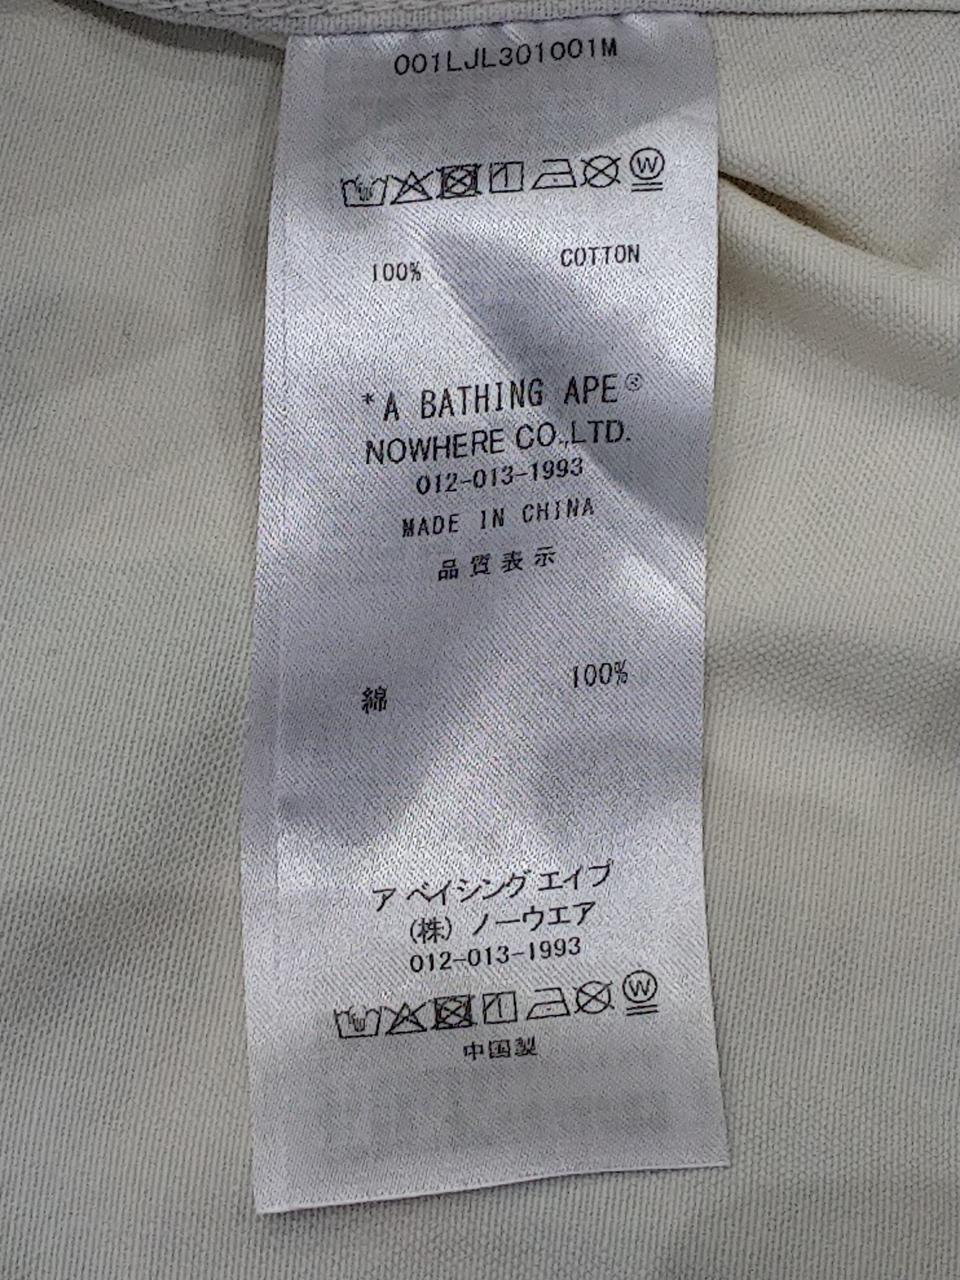 001LJL301001M
100% COTTON
*A BATHING APE®
NOWHERE CO.,LTD.
012-013-1993
MADE IN CHINA
品質表示
綿 100%
ア ベイシングエイプ
(株) ノーウエア
012-013-1993
中国製